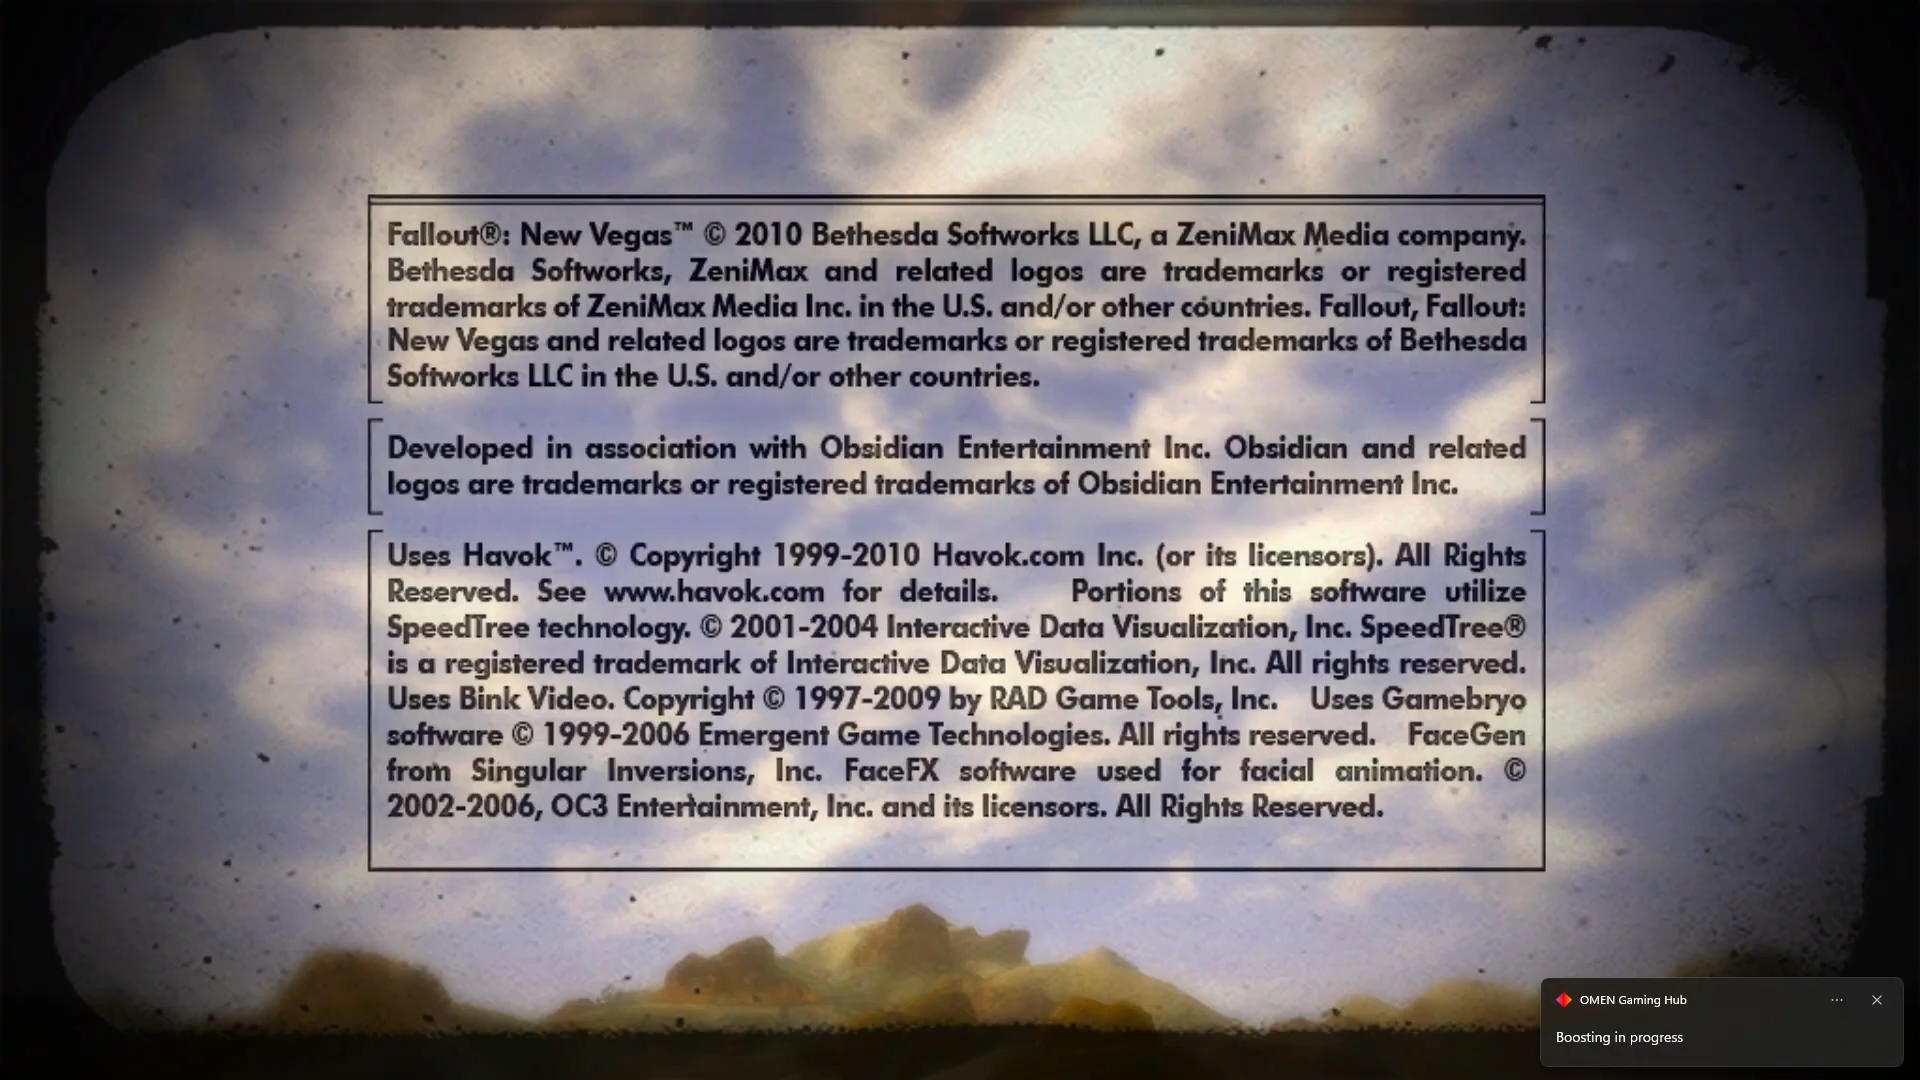 Fallout®: New Vegas™ © 2010 Bethesda Softworks LLC, a ZeniMax Media company.
Bethesda Softworks, ZeniMax and related logos are trademarks or registered
trademarks of ZeniMax Media Inc. in the U.S. and/or other countries. Fallout, Fallout:
New Vegas and related logos are trademarks or registered trademarks of Bethesda
Softworks LLC in the U.S. and/or other countries.
Developed in association with Obsidian Entertainment Inc. Obsidian and related
logos are trademarks or registered trademarks of Obsidian Entertainment Inc.
Uses Havok™. © Copyright 1999-2010 Havok.com Inc. (or its licensors). All Rights
Reserved. See www.havok.com for details. Portions of this software utilize
SpeedTree technology. © 2001-2004 Interactive Data Visualization, Inc. SpeedTree®
is a registered trademark of Interactive Data Visualization, Inc. All rights reserved.
Uses Bink Video. Copyright © 1997-2009 by RAD Game Tools, Inc. Uses Gamebryo
software © 1999-2006 Emergent Game Technologies. All rights reserved. FaceGen
from Singular Inversions, Inc. FaceFX software used for facial animation. ©
2002-2006, OC3 Entertainment, Inc. and its licensors. All Rights Reserved.
OMEN Gaming Hub
Boosting in progress